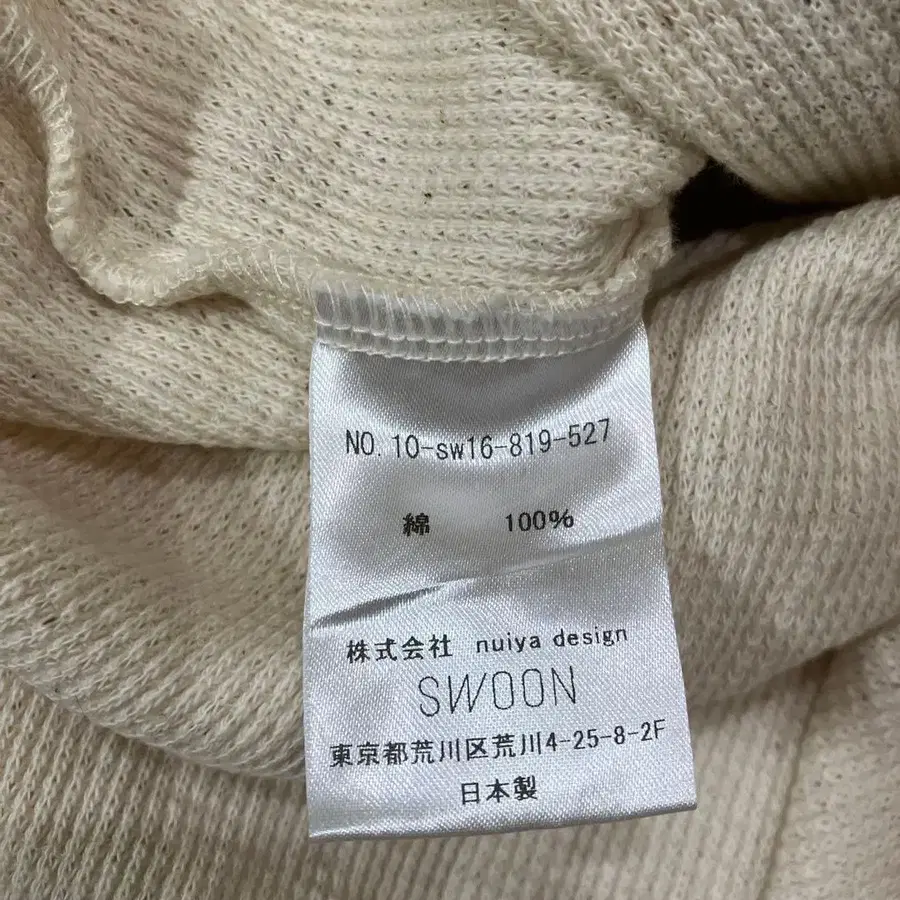 NO. 10-sw16-819-527
綿 100%
株式会社 nuiya design
SWOON
東京都荒川区荒川4-25-8-2F
日本製